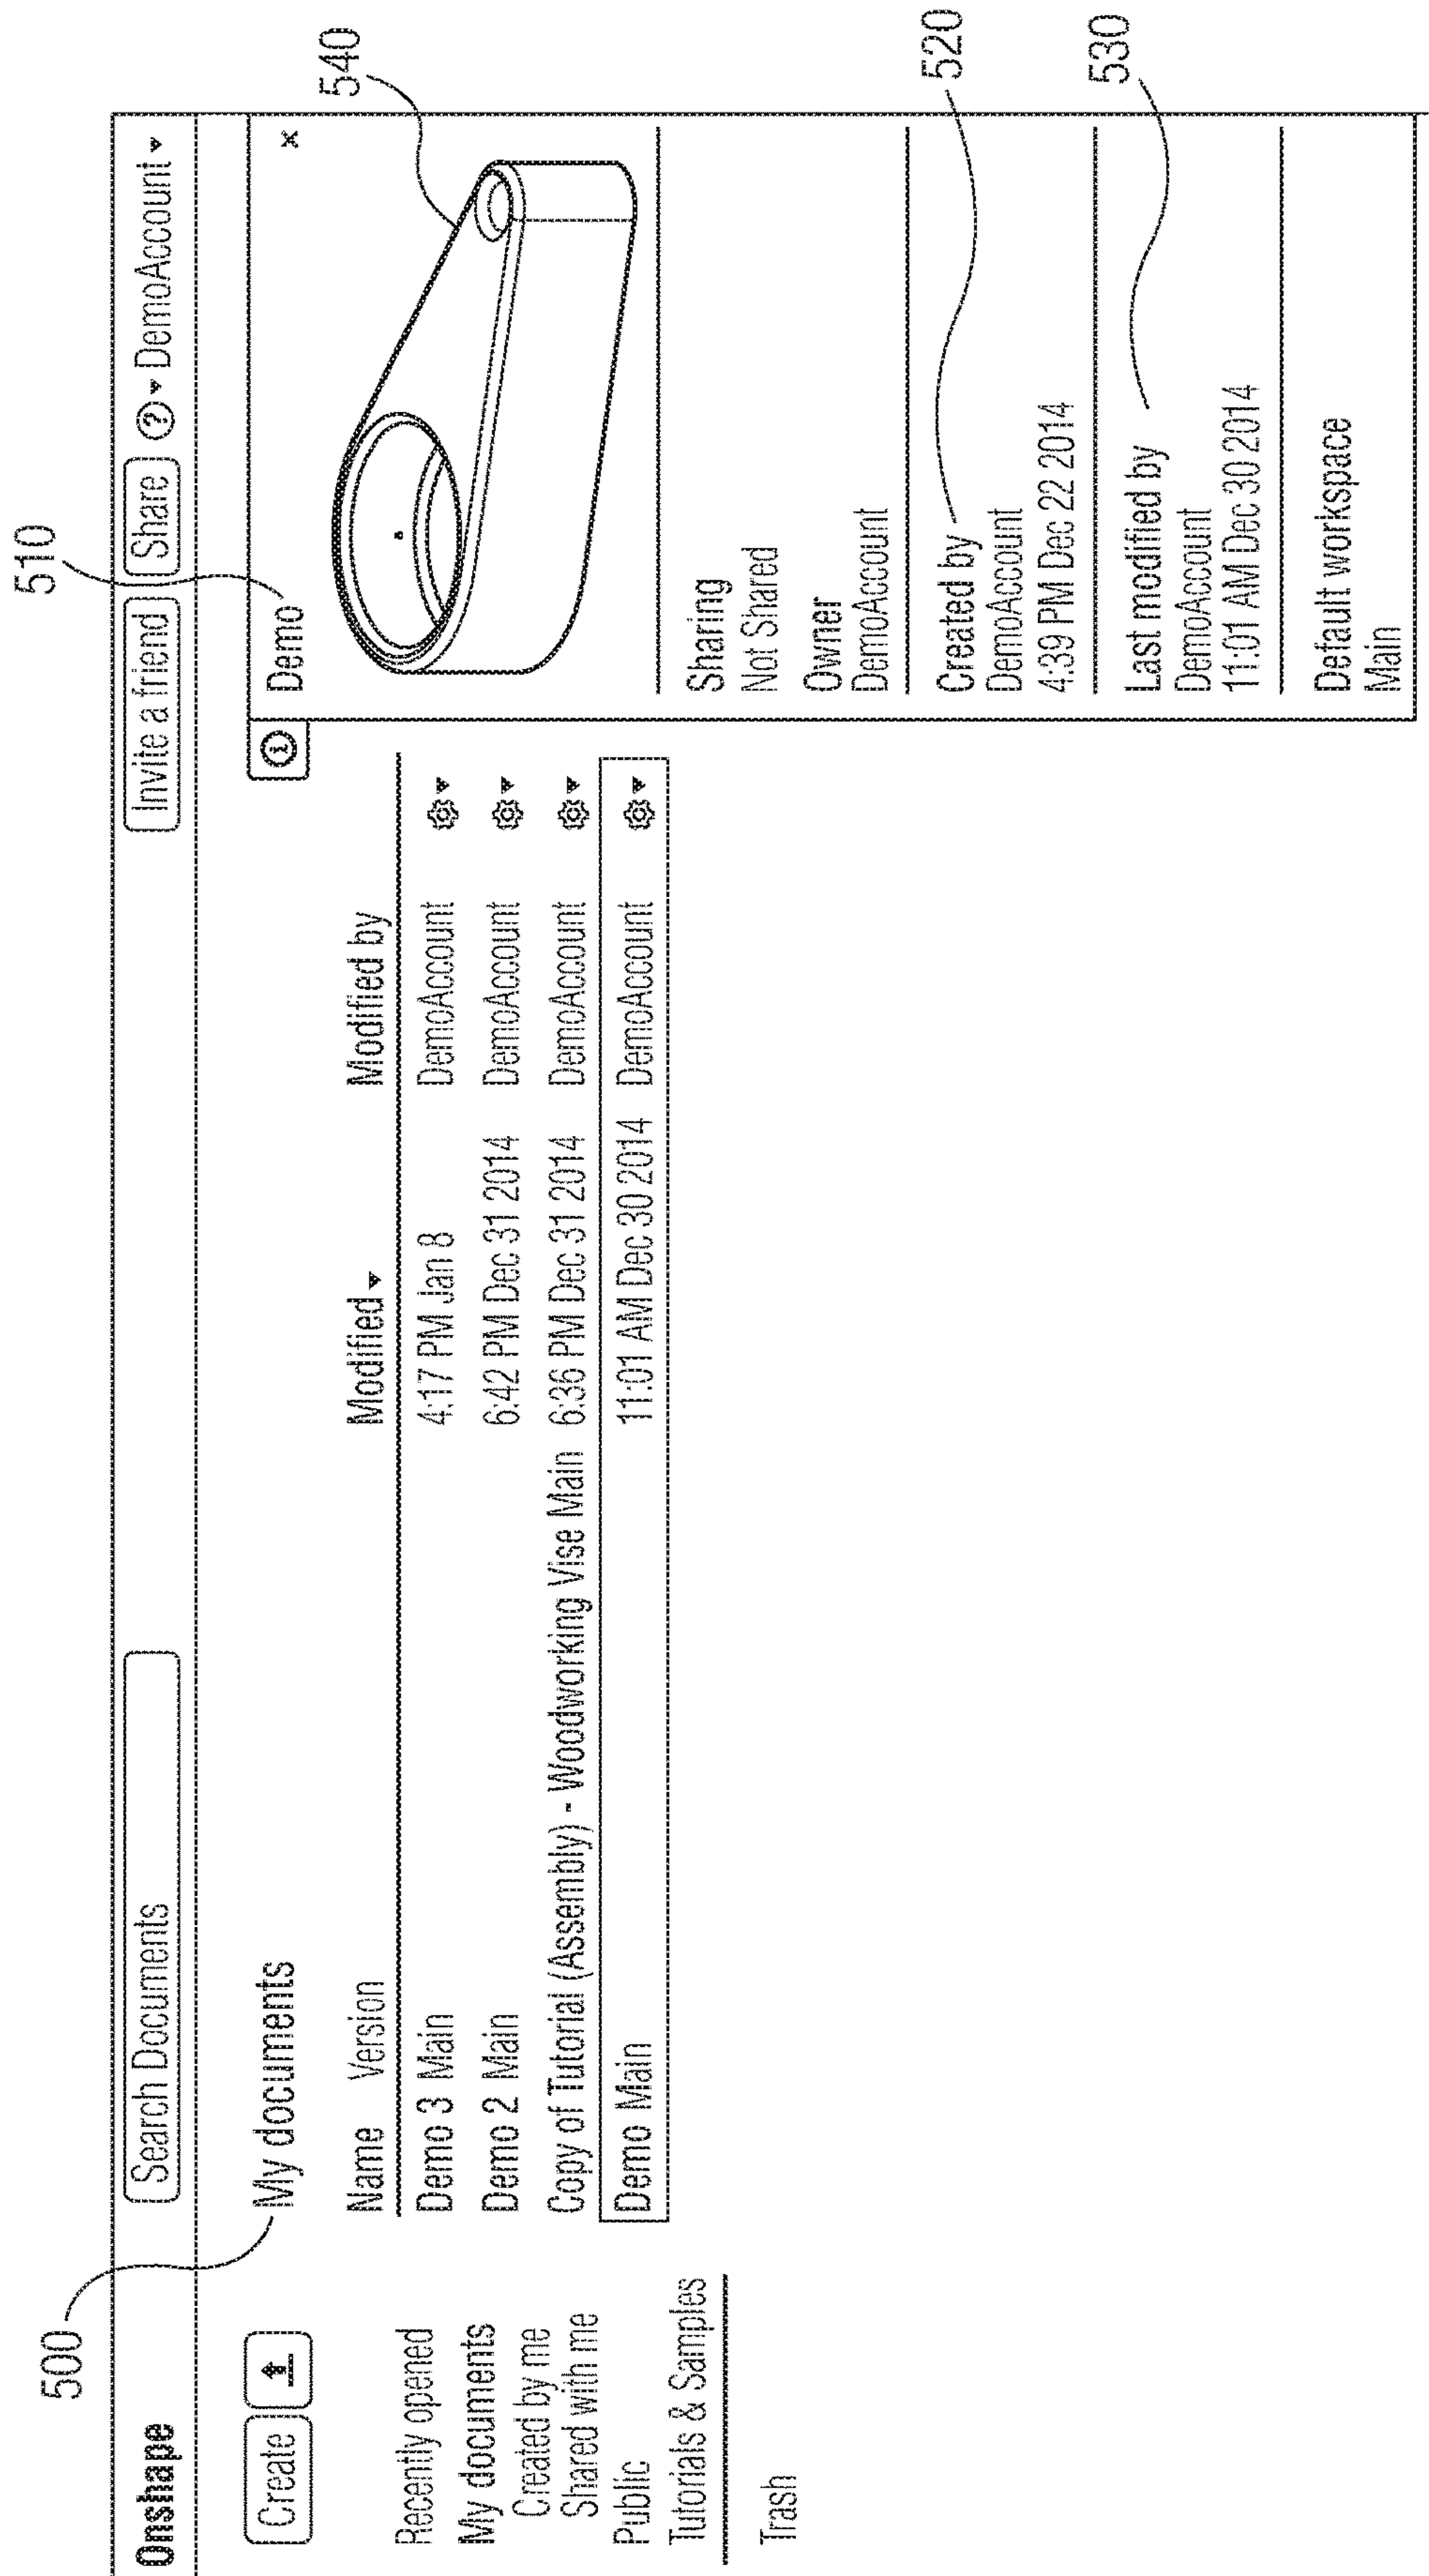 500
510
540
520
530
Onshape
Search Documents
Invite a friend
Share
? DemoAccount
Create
My documents
Recently opened
My documents
Created by me
Shared with me
Public
Tutorials & Samples
Trash
Name Version Modified Modified by
Demo 3 Main 4:17 PM Jan 8 DemoAccount
Demo 2 Main 6:42 PM Dec 31 2014 DemoAccount
Copy of Tutorial (Assembly) - Woodworking Vise Main 6:36 PM Dec 31 2014 DemoAccount
Demo Main 11:01 AM Dec 30 2014 DemoAccount
i
Demo x
Sharing
Not Shared
Owner
DemoAccount
Created by
DemoAccount
4:39 PM Dec 22 2014
Last modified by
DemoAccount
11:01 AM Dec 30 2014
Default workspace
Main